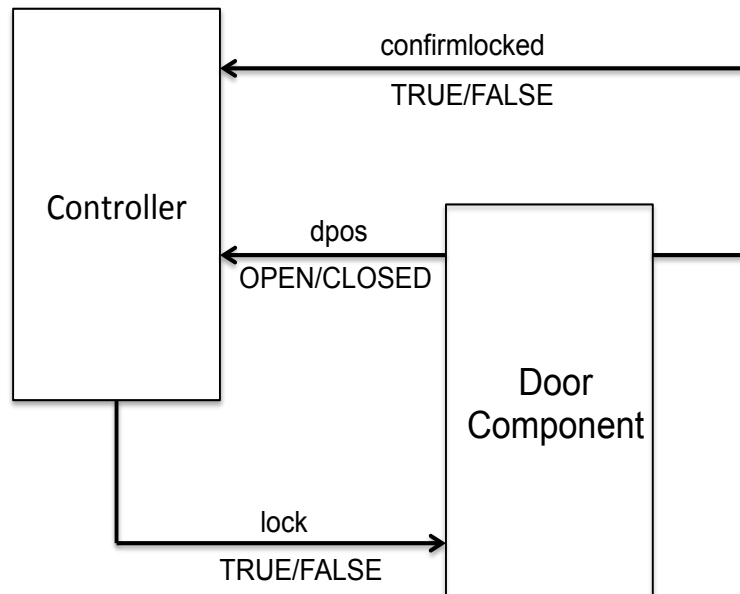 confirmlocked
TRUE/FALSE
Controller
dpos
OPEN/CLOSED
Door
Component
lock
TRUE/FALSE